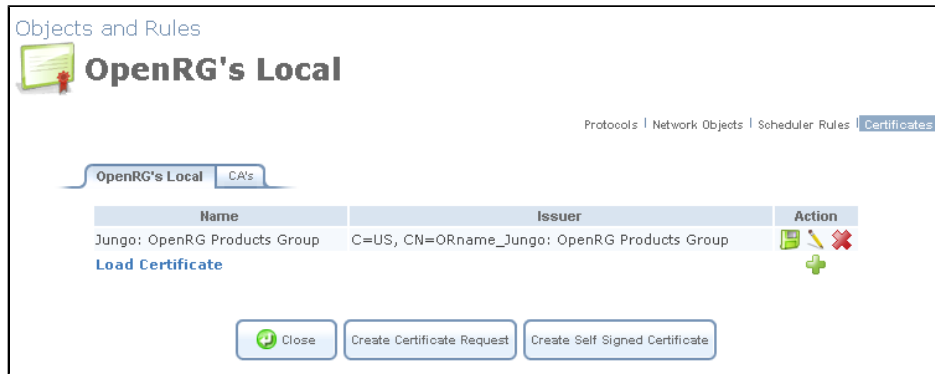 Objects and Rules
OpenRG's Local
Protocols | Network Objects | Scheduler Rules | Certificates
OpenRG's Local CA's
Name Issuer Action
Jungo: OpenRG Products Group C=US, CN=ORname_Jungo: OpenRG Products Group
Load Certificate
Close Create Certificate Request Create Self Signed Certificate